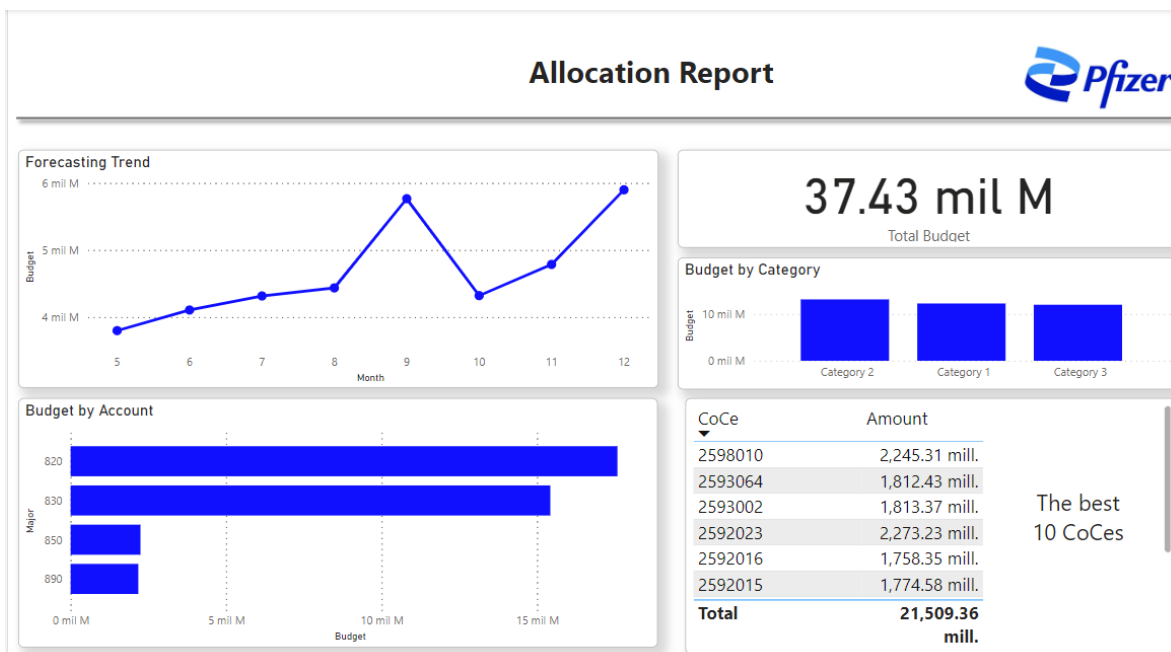 Allocation Report
Pfizer
Forecasting Trend
6 mil M
5 mil M
4 mil M
Budget
5 6 7 8 9 10 11 12
Month
37.43 mil M
Total Budget
Budget by Category
10 mil M
0 mil M
Budget
Category 2 Category 1 Category 3
Budget by Account
820
830
850
890
Major
0 mil M 5 mil M 10 mil M 15 mil M
Budget
CoCe Amount
2598010 2,245.31 mill.
2593064 1,812.43 mill.
2593002 1,813.37 mill.
2592023 2,273.23 mill.
2592016 1,758.35 mill.
2592015 1,774.58 mill.
Total 21,509.36
mill.
The best
10 CoCes